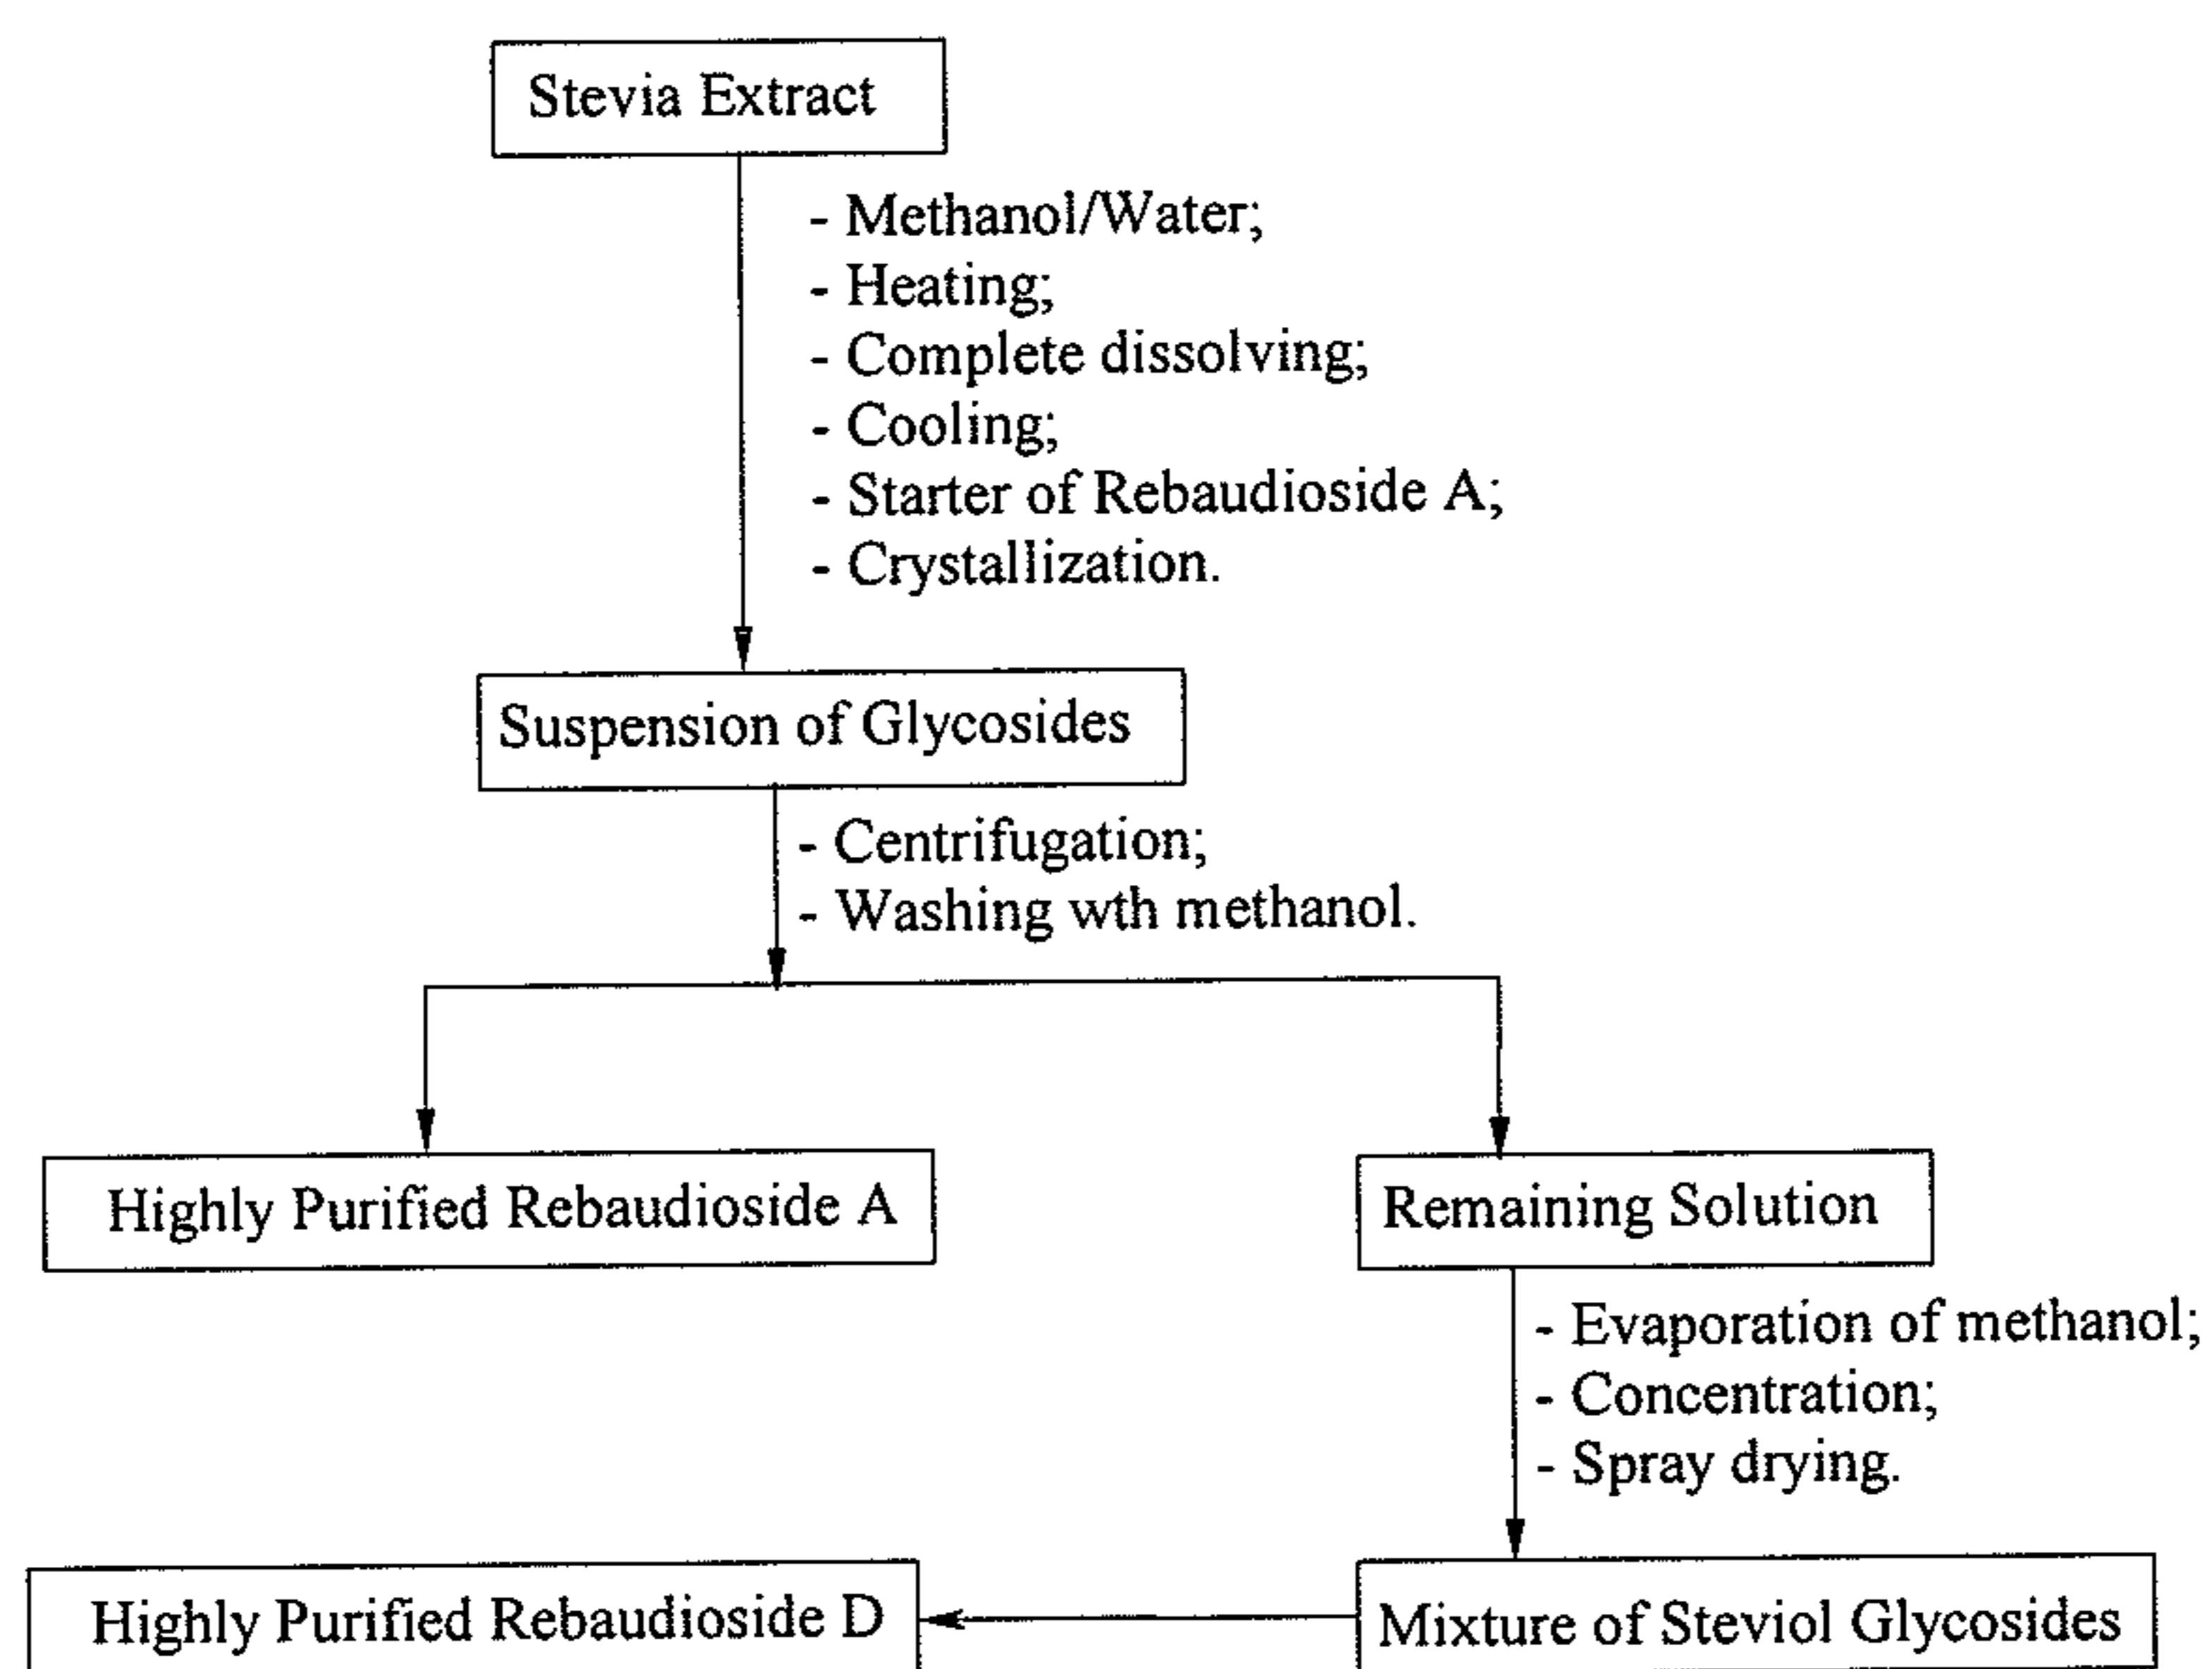 Stevia Extract
- Methanol/Water;
- Heating;
- Complete dissolving;
- Cooling;
- Starter of Rebaudioside A;
- Crystallization.
Suspension of Glycosides
- Centrifugation;
- Washing wth methanol.
Highly Purified Rebaudioside A
Remaining Solution
- Evaporation of methanol;
- Concentration;
- Spray drying.
Highly Purified Rebaudioside D
Mixture of Steviol Glycosides